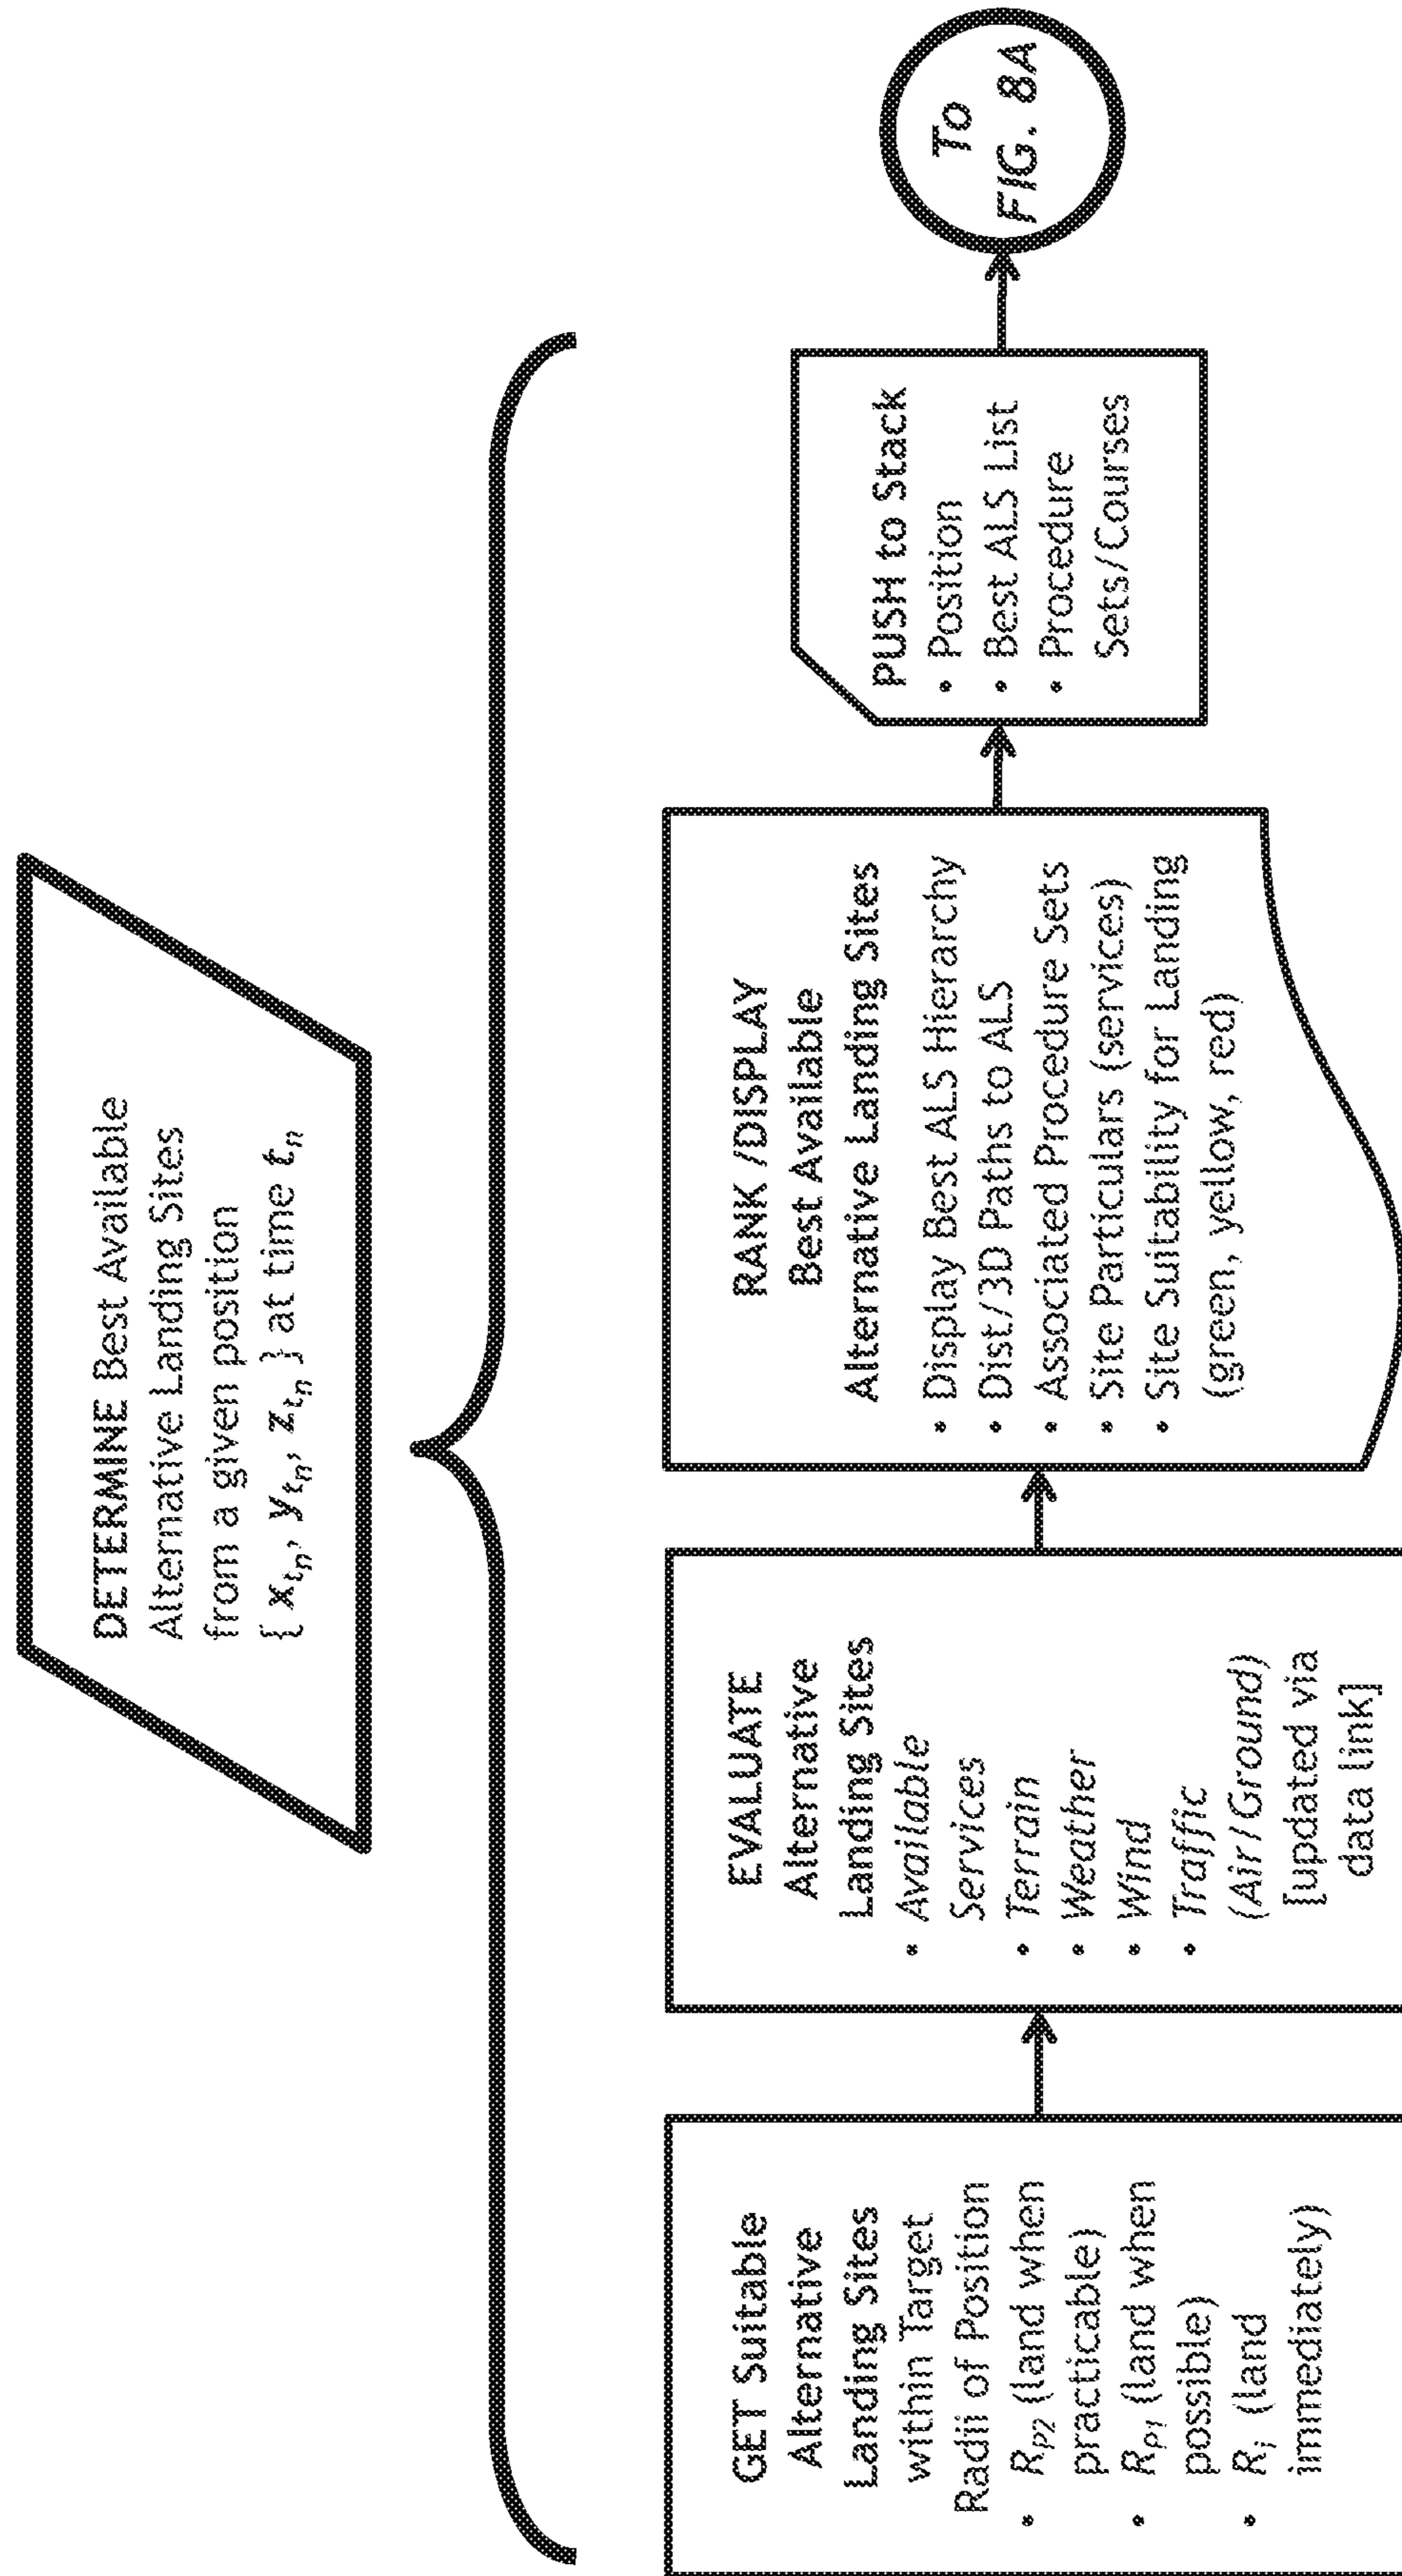 DETERMINE Best Available
Alternative Landing Sites
from a given position
{ x_{t_n}, y_{t_n}, z_{t_n} } at time t_n
GET Suitable
Alternative
Landing Sites
within Target
Radii of Position
• R_{P2} (land when
practicable)
• R_{P1} (land when
possible)
• R_i (land
immediately)
EVALUATE
Alternative
Landing Sites
• Available
Services
• Terrain
• Weather
• Wind
• Traffic
(Air/Ground)
[updated via
data link]
RANK /DISPLAY
Best Available
Alternative Landing Sites
• Display Best ALS Hierarchy
• Dist/3D Paths to ALS
• Associated Procedure Sets
• Site Particulars (services)
• Site Suitability for Landing
(green, yellow, red)
PUSH to Stack
• Position
• Best ALS List
• Procedure
Sets/Courses
To
FIG. 8A